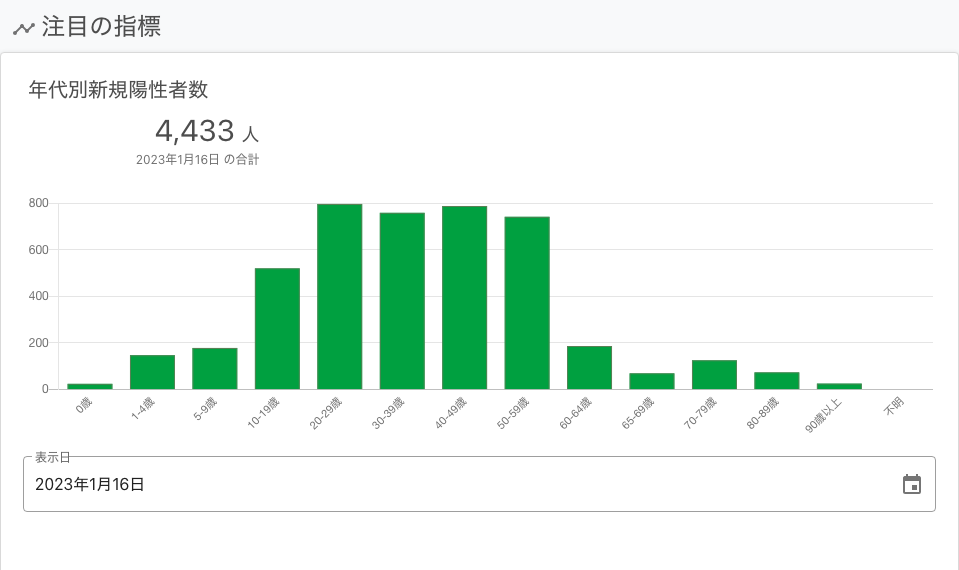 注目の指標
年代別新規陽性者数
4,433 人
2023年1月16日 の合計
800
600
400
200
0
0歳
1-4歳
5-9歳
10-19歳
20-29歳
30-39歳
40-49歳
50-59歳
60-64歳
65-69歳
70-79歳
80-89歳
90歳以上
不明
表示日
2023年1月16日